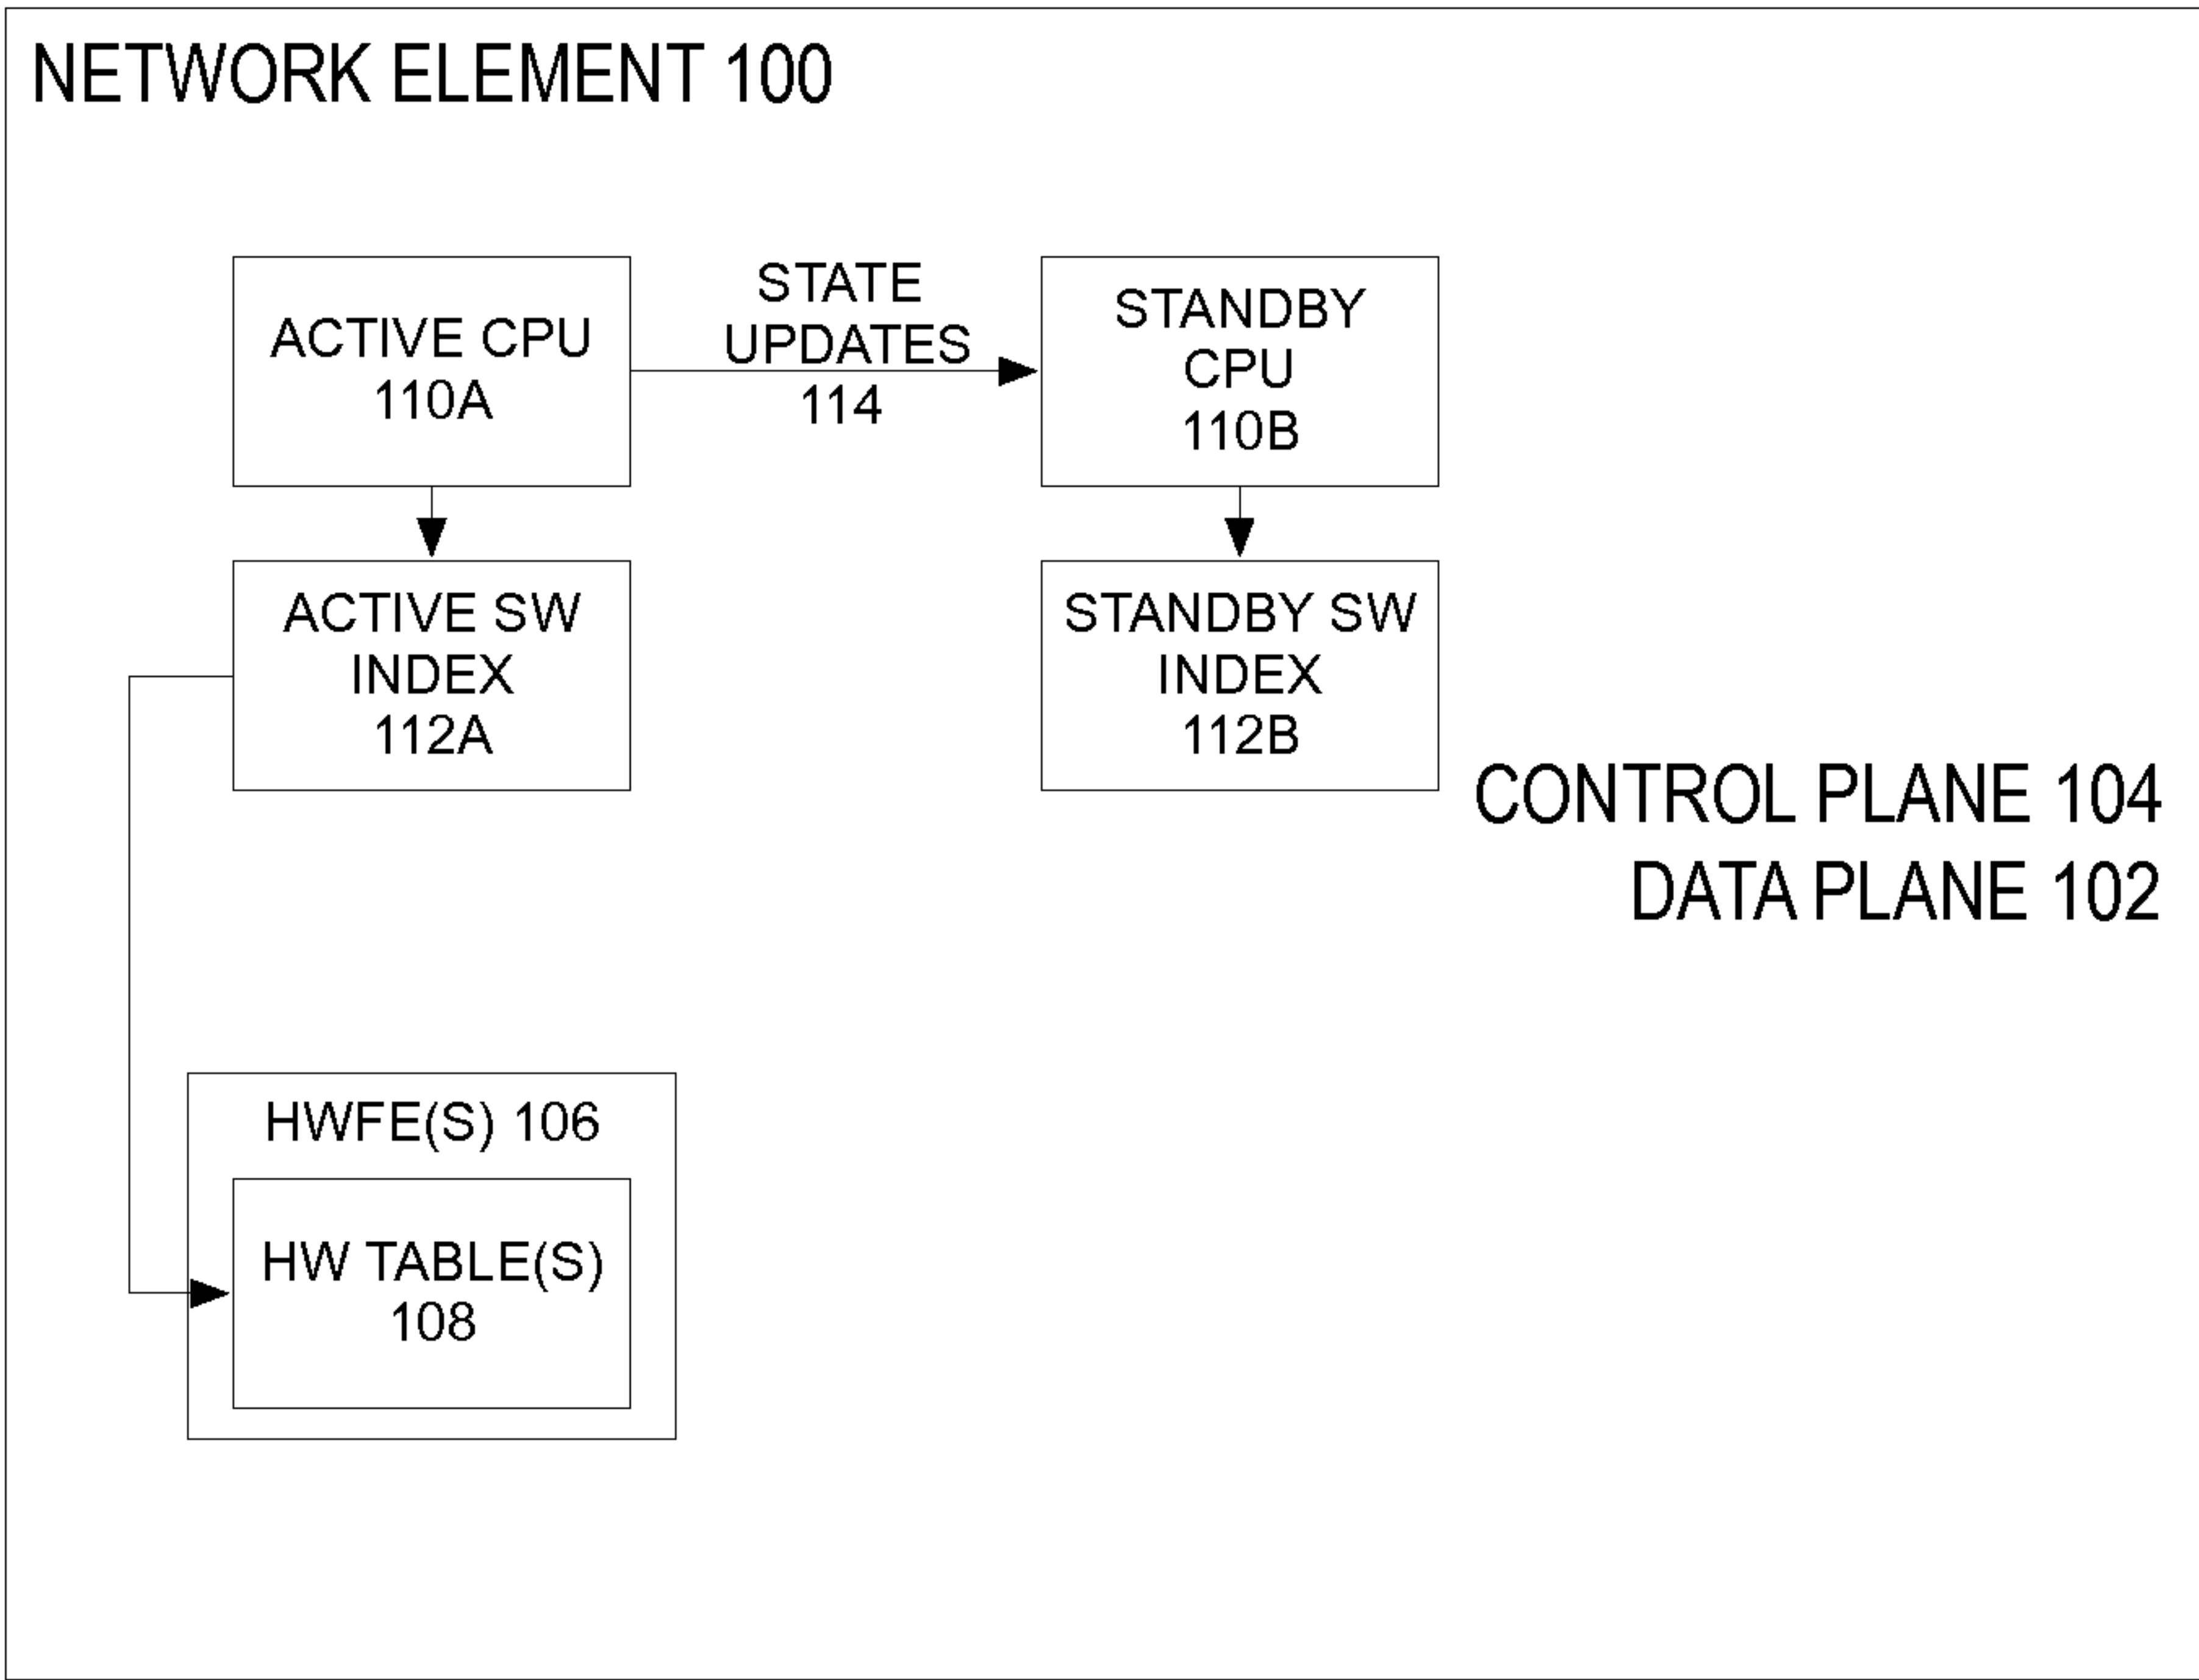 NETWORK ELEMENT 100
ACTIVE CPU
110A
STATE
UPDATES
114
STANDBY
CPU
110B
ACTIVE SW
INDEX
112A
STANDBY SW
INDEX
112B
CONTROL PLANE 104
DATA PLANE 102
HWFE(S) 106
HW TABLE(S)
108